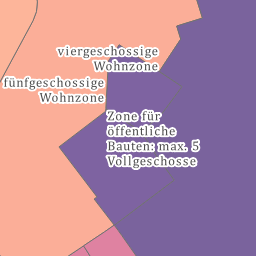 viergeschossige
Wohnzone
fünfgeschossige
Wohnzone
Zone für
öffentliche
Bauten: max. 5
Vollgeschosse